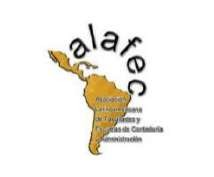 alafec
Asociación
Latinoamericana
de Facultades y
Escuelas de Contaduría
y Administración